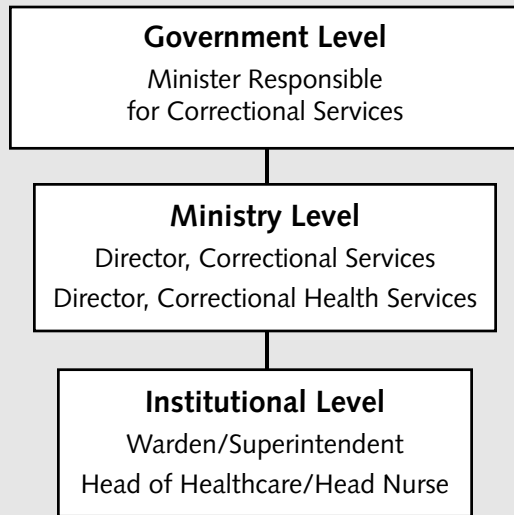 Government Level
Minister Responsible
for Correctional Services
Ministry Level
Director, Correctional Services
Director, Correctional Health Services
Institutional Level
Warden/Superintendent
Head of Healthcare/Head Nurse